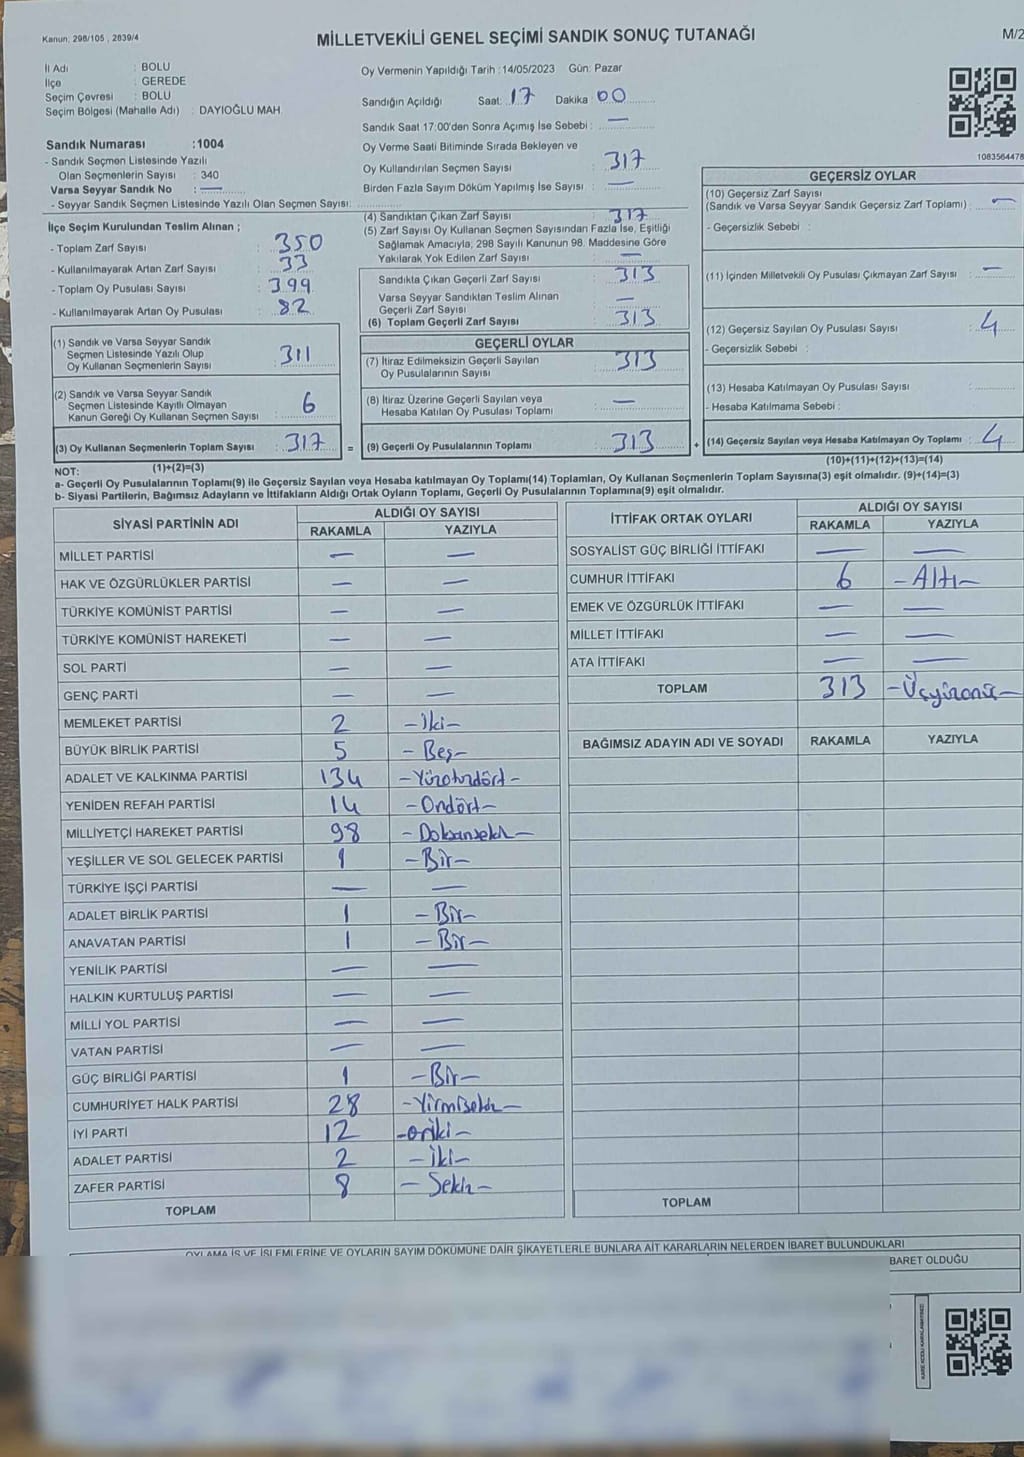 Kanun: 298/105 , 2839/4
MİLLETVEKİLİ GENEL SEÇİMİ SANDIK SONUÇ TUTANAĞI
M/2
İl Adı : BOLU
İlçe : GEREDE
Seçim Çevresi : BOLU
Seçim Bölgesi (Mahalle Adı) : DAYIOĞLU MAH.
Sandık Numarası :1004
- Sandık Seçmen Listesinde Yazılı
Olan Seçmenlerin Sayısı : 340
Varsa Seyyar Sandık No : —
- Seyyar Sandık Seçmen Listesinde Yazılı Olan Seçmen Sayısı:
Oy Vermenin Yapıldığı Tarih : 14/05/2023 Gün: Pazar
Sandığın Açıldığı Saat: 17 Dakika 00
Sandık Saat 17:00'den Sonra Açılmış İse Sebebi : —
Oy Verme Saati Bitiminde Sırada Bekleyen ve
Oy Kullandırılan Seçmen Sayısı : 317
Birden Fazla Sayım Döküm Yapılmış İse Sayısı : —
1083564478
İlçe Seçim Kurulundan Teslim Alınan ;
- Toplam Zarf Sayısı : 350
- Kullanılmayarak Artan Zarf Sayısı : 33
- Toplam Oy Pusulası Sayısı : 399
- Kullanılmayarak Artan Oy Pusulası : 82
(1) Sandık ve Varsa Seyyar Sandık
Seçmen Listesinde Yazılı Olup
Oy Kullanan Seçmenlerin Sayısı : 311
(2) Sandık ve Varsa Seyyar Sandık
Seçmen Listesinde Kayıtlı Olmayan
Kanun Gereği Oy Kullanan Seçmen Sayısı : 6
(3) Oy Kullanan Seçmenlerin Toplam Sayısı : 317 =
(1)+(2)=(3)
(4) Sandıktan Çıkan Zarf Sayısı : 317
(5) Zarf Sayısı Oy Kullanan Seçmen Sayısından Fazla İse, Eşitliği
Sağlamak Amacıyla, 298 Sayılı Kanunun 98. Maddesine Göre
Yakılarak Yok Edilen Zarf Sayısı : —
Sandıkta Çıkan Geçerli Zarf Sayısı : 313
Varsa Seyyar Sandıktan Teslim Alınan
Geçerli Zarf Sayısı : —
(6) Toplam Geçerli Zarf Sayısı : 313
GEÇERLİ OYLAR
(7) İtiraz Edilmeksizin Geçerli Sayılan
Oy Pusulalarının Sayısı : 313
(8) İtiraz Üzerine Geçerli Sayılan veya
Hesaba Katılan Oy Pusulası Toplamı : —
(9) Geçerli Oy Pusulalarının Toplamı : 313 +
GEÇERSİZ OYLAR
(10) Geçersiz Zarf Sayısı
(Sandık ve Varsa Seyyar Sandık Geçersiz Zarf Toplamı) : —
- Geçersizlik Sebebi :
(11) İçinden Milletvekili Oy Pusulası Çıkmayan Zarf Sayısı : —
(12) Geçersiz Sayılan Oy Pusulası Sayısı : 4
- Geçersizlik Sebebi :
(13) Hesaba Katılmayan Oy Pusulası Sayısı :
- Hesaba Katılmama Sebebi :
(14) Geçersiz Sayılan veya Hesaba Katılmayan Oy Toplamı : 4
(10)+(11)+(12)+(13)=(14)
NOT:
a- Geçerli Oy Pusulalarının Toplamı(9) ile Geçersiz Sayılan veya Hesaba katılmayan Oy Toplamı(14) Toplamları, Oy Kullanan Seçmenlerin Toplam Sayısına(3) eşit olmalıdır. (9)+(14)=(3)
b- Siyasi Partilerin, Bağımsız Adayların ve İttifakların Aldığı Ortak Oyların Toplamı, Geçerli Oy Pusulalarının Toplamına(9) eşit olmalıdır.
SİYASİ PARTİNİN ADI ALDIĞI OY SAYISI
RAKAMLA YAZIYLA
MİLLET PARTİSİ — —
HAK VE ÖZGÜRLÜKLER PARTİSİ — —
TÜRKİYE KOMÜNİST PARTİSİ — —
TÜRKİYE KOMÜNİST HAREKETİ — —
SOL PARTİ — —
GENÇ PARTİ — —
MEMLEKET PARTİSİ 2 -İki-
BÜYÜK BİRLİK PARTİSİ 5 -Beş-
ADALET VE KALKINMA PARTİSİ 134 -Yüzotuzdört-
YENİDEN REFAH PARTİSİ 14 -Ondört-
MİLLİYETÇİ HAREKET PARTİSİ 98 -Doksansekiz-
YEŞİLLER VE SOL GELECEK PARTİSİ 1 -Bir-
TÜRKİYE İŞÇİ PARTİSİ — —
ADALET BİRLİK PARTİSİ 1 -Bir-
ANAVATAN PARTİSİ 1 -Bir-
YENİLİK PARTİSİ — —
HALKIN KURTULUŞ PARTİSİ — —
MİLLİ YOL PARTİSİ — —
VATAN PARTİSİ — —
GÜÇ BİRLİĞİ PARTİSİ 1 -Bir-
CUMHURİYET HALK PARTİSİ 28 -Yirmisekiz-
İYİ PARTİ 12 -oniki-
ADALET PARTİSİ 2 -İki-
ZAFER PARTİSİ 8 -Sekiz-
TOPLAM
İTTİFAK ORTAK OYLARI ALDIĞI OY SAYISI
RAKAMLA YAZIYLA
SOSYALİST GÜÇ BİRLİĞİ İTTİFAKI — —
CUMHUR İTTİFAKI 6 -Altı-
EMEK VE ÖZGÜRLÜK İTTİFAKI — —
MİLLET İTTİFAKI — —
ATA İTTİFAKI — —
TOPLAM 313 -Üçyüzonüç-
BAĞIMSIZ ADAYIN ADI VE SOYADI RAKAMLA YAZIYLA
TOPLAM
OYLAMA İŞ VE İŞLEMLERİNE VE OYLARIN SAYIM DÖKÜMÜNE DAİR ŞİKAYETLERLE BUNLARA AİT KARARLARIN NELERDEN İBARET BULUNDUKLARI
BARET OLDUĞU